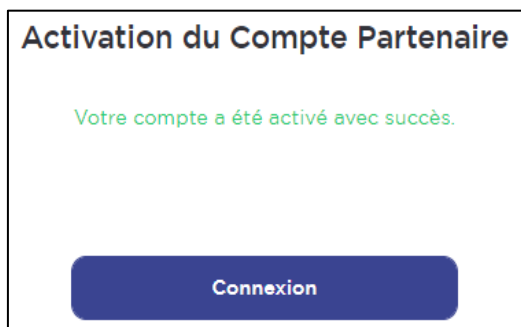 Activation du Compte Partenaire
Votre compte a été activé avec succès.
Connexion